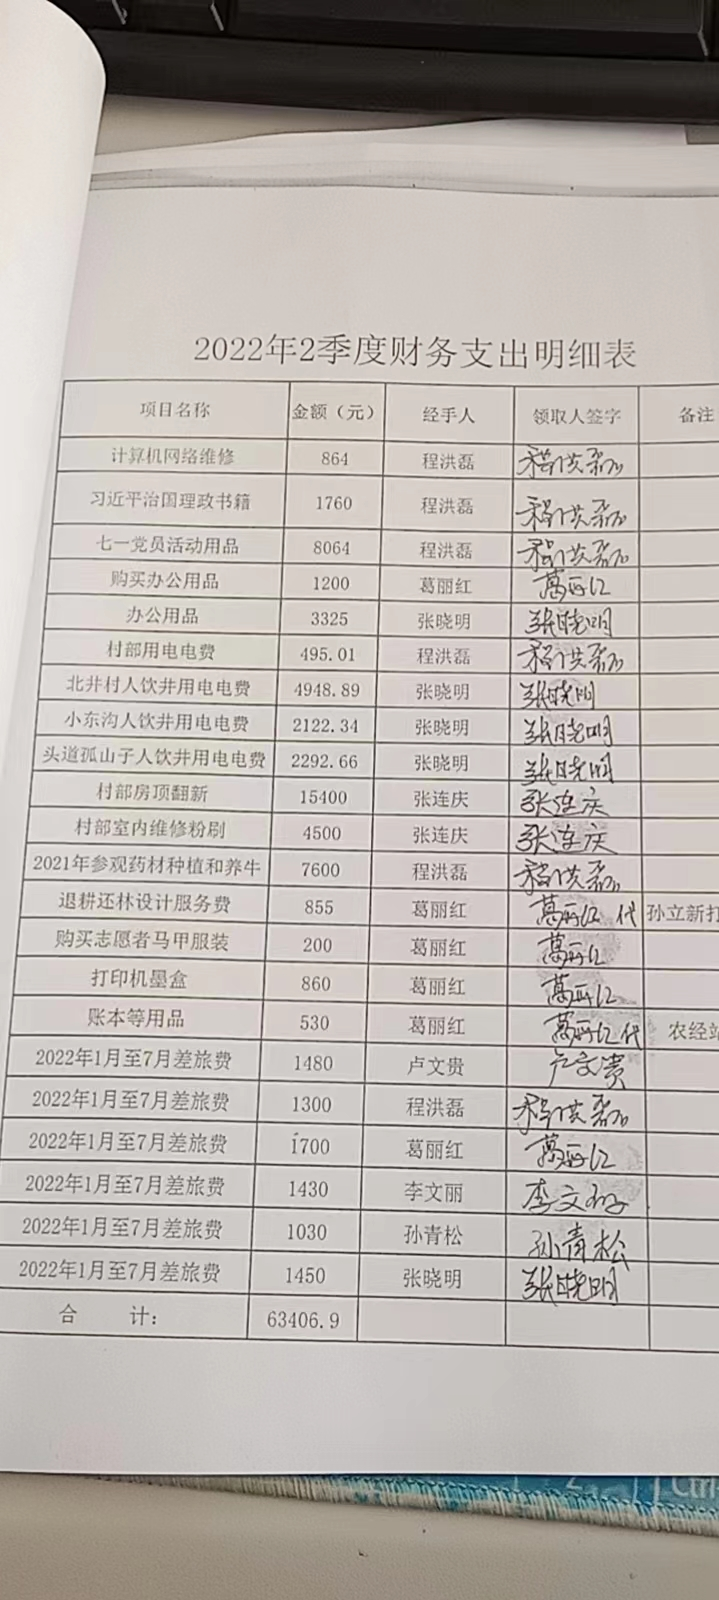 2022年2季度财务支出明细表
项目名称 金额（元） 经手人 领取人签字 备注
计算机网络维修 864 程洪磊 程洪磊
习近平治国理政书籍 1760 程洪磊 程洪磊
七一党员活动用品 8064 程洪磊 程洪磊
购买办公用品 1200 葛丽红 葛丽红
办公用品 3325 张晓明 张晓明
村部用电电费 495.01 程洪磊 程洪磊
北井村人饮井用电电费 4948.89 张晓明 张晓明
小东沟人饮井用电电费 2122.34 张晓明 张晓明
头道孤山子人饮井用电电费 2292.66 张晓明 张晓明
村部房顶翻新 15400 张连庆 张连庆
村部室内维修粉刷 4500 张连庆 张连庆
2021年参观药材种植和养牛 7600 程洪磊 程洪磊
退耕还林设计服务费 855 葛丽红 葛丽红 代 孙立新打
购买志愿者马甲服装 200 葛丽红 葛丽红
打印机墨盒 860 葛丽红 葛丽红
账本等用品 530 葛丽红 葛丽红代 农经站
2022年1月至7月差旅费 1480 卢文贵 卢文贵
2022年1月至7月差旅费 1300 程洪磊 程洪磊
2022年1月至7月差旅费 1700 葛丽红 葛丽红
2022年1月至7月差旅费 1430 李文丽 李文丽
2022年1月至7月差旅费 1030 孙青松 孙青松
2022年1月至7月差旅费 1450 张晓明 张晓明
合 计： 63406.9